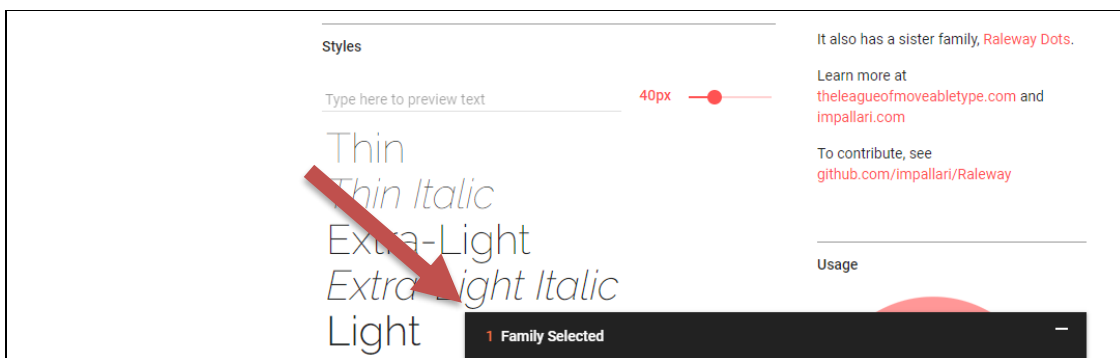 Styles
Type here to preview text
40px
Thin
Thin Italic
Extra-Light
Extra-Light Italic
Light
1 Family Selected
It also has a sister family, Raleway Dots.
Learn more at
theleagueofmoveabletype.com and
impallari.com
To contribute, see
github.com/impallari/Raleway
Usage